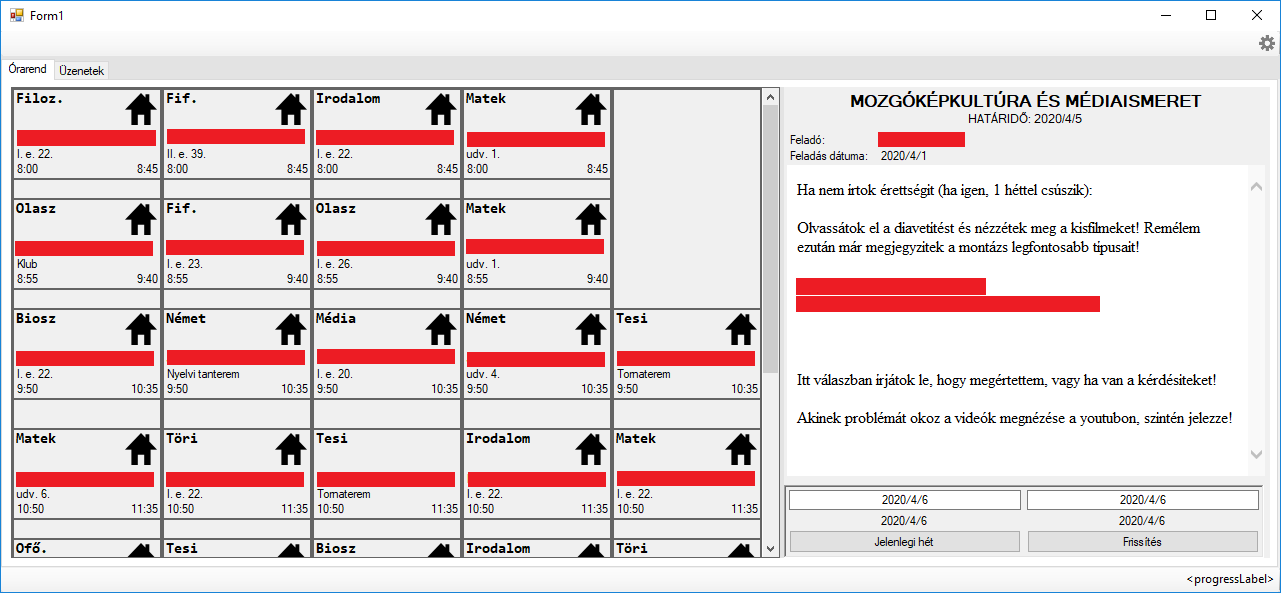 Form1
Órarend
Üzenetek
Filoz.
I. e. 22.
8:00 8:45
Fif.
II. e. 39.
8:00 8:45
Irodalom
I. e. 22.
8:00 8:45
Matek
udv. 1.
8:00 8:45
Olasz
Klub
8:55 9:40
Fif.
I. e. 23.
8:55 9:40
Olasz
I. e. 26.
8:55 9:40
Matek
udv. 1.
8:55 9:40
Biosz
I. e. 22.
9:50 10:35
Német
Nyelvi tanterem
9:50 10:35
Média
I. e. 20.
9:50 10:35
Német
udv. 4.
9:50 10:35
Tesi
Tornaterem
9:50 10:35
Matek
udv. 6.
10:50 11:35
Töri
I. e. 22.
10:50 11:35
Tesi
Tornaterem
10:50 11:35
Irodalom
I. e. 22.
10:50 11:35
Matek
I. e. 22.
10:50 11:35
Ofő.
Tesi
Biosz
Irodalom
Töri
MOZGÓKÉPKULTÚRA ÉS MÉDIAISMERET
HATÁRIDŐ: 2020/4/5
Feladó:
Feladás dátuma: 2020/4/1
Ha nem írtok érettségit (ha igen, 1 héttel csúszik):
Olvassátok el a diavetítést és nézzétek meg a kisfilmeket! Remélem
ezután már megjegyzitek a montázs legfontosabb típusait!
Itt válaszban írjátok le, hogy megértettem, vagy ha van a kérdésiteket!
Akinek problémát okoz a videók megnézése a youtubon, szintén jelezze!
2020/4/6 2020/4/6
2020/4/6 2020/4/6
Jelenlegi hét Frissítés
<progressLabel>